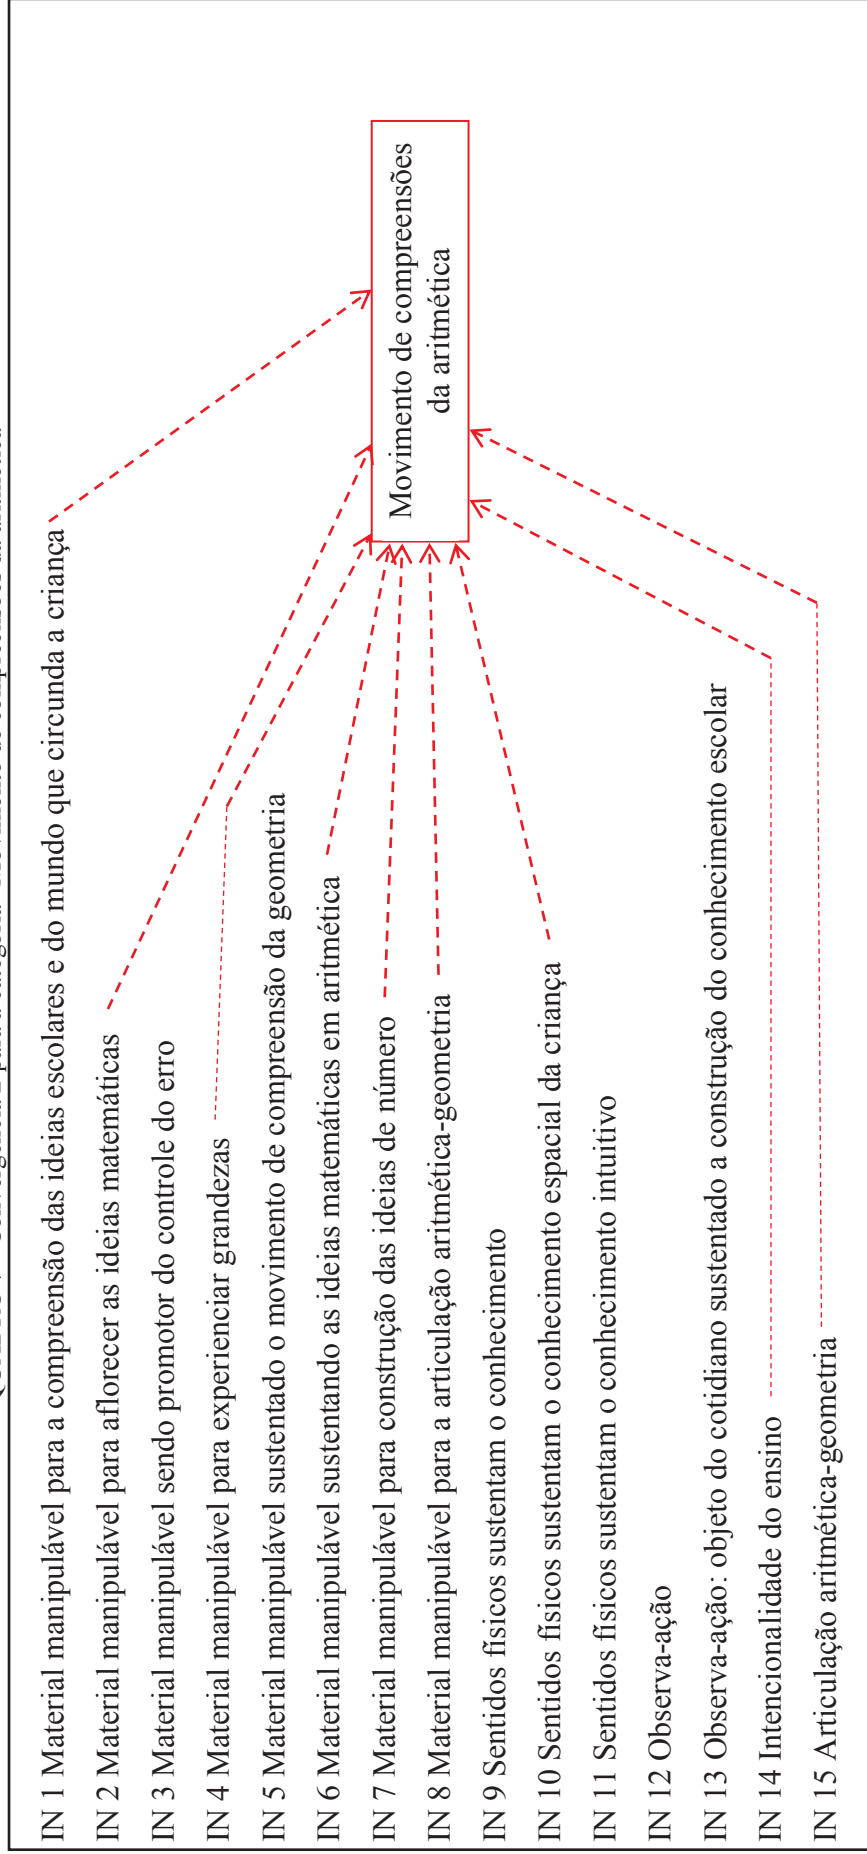 IN 1 Material manipulável para a compreensão das ideias escolares e do mundo que circunda a criança
IN 2 Material manipulável para aflorecer as ideias matemáticas
IN 3 Material manipulável sendo promotor do controle do erro
IN 4 Material manipulável para experienciar grandezas
IN 5 Material manipulável sustentado o movimento de compreensão da geometria
IN 6 Material manipulável sustentando as ideias matemáticas em aritmética
IN 7 Material manipulável para construção das ideias de número
IN 8 Material manipulável para a articulação aritmética-geometria
IN 9 Sentidos físicos sustentam o conhecimento
IN 10 Sentidos físicos sustentam o conhecimento espacial da criança
IN 11 Sentidos físicos sustentam o conhecimento intuitivo
IN 12 Observa-ação
IN 13 Observa-ação: objeto do cotidiano sustentado a construção do conhecimento escolar
IN 14 Intencionalidade do ensino
IN 15 Articulação aritmética-geometria
Movimento de compreensões
da aritmética